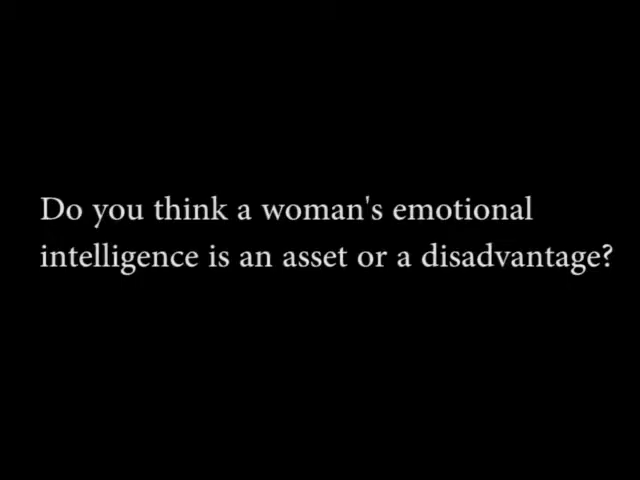 Do you think a woman's emotional
intelligence is an asset or a disadvantage?